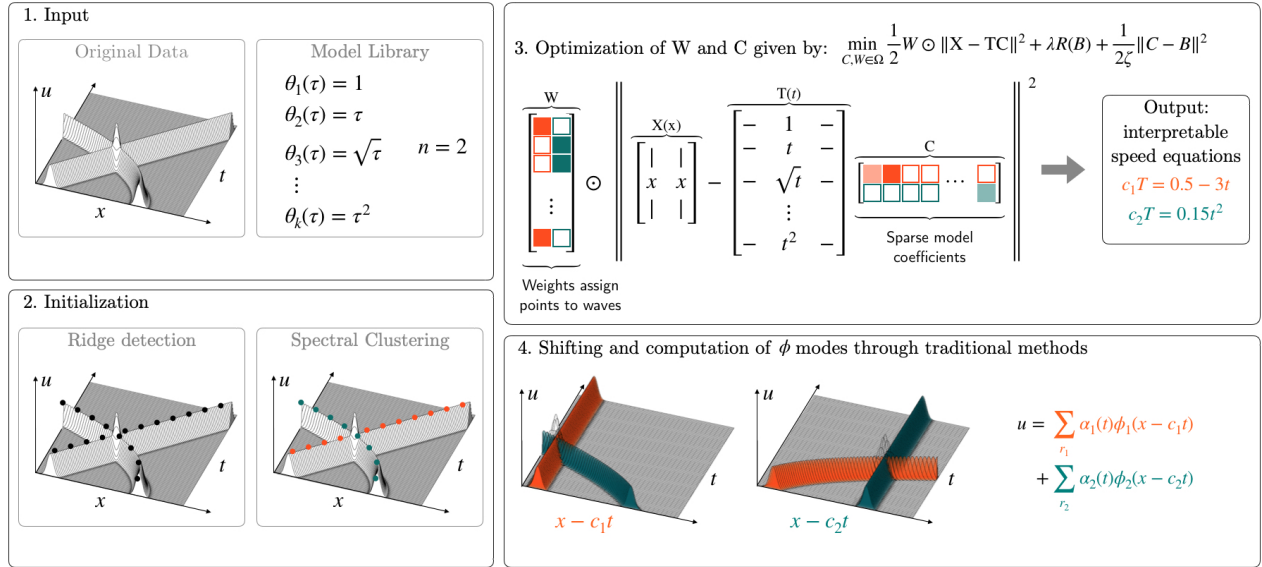 1. Input
Original Data
u
x
t
Model Library
θ₁(τ) = 1
θ₂(τ) = τ
θ₃(τ) = √τ
⋮
θₖ(τ) = τ²
n = 2
2. Initialization
Ridge detection
u
x
t
Spectral Clustering
u
x
t
3. Optimization of W and C given by: min_{C,W∈Ω} 1/2 W ⊙ ‖X − TC‖² + λR(B) + 1/2ζ ‖C − B‖²
W
⋮
Weights assign
points to waves
⊙
X(x)
| |
x x
| |
−
T(t)
− 1 −
− t −
− √t −
⋮
− t² −
C
⋯
Sparse model
coefficients
2
Output:
interpretable
speed equations
c₁T = 0.5 − 3t
c₂T = 0.15t²
4. Shifting and computation of ϕ modes through traditional methods
u
t
x − c₁t
u
t
x − c₂t
u = ∑_{r₁} α₁(t)ϕ₁(x − c₁t)
+ ∑_{r₂} α₂(t)ϕ₂(x − c₂t)